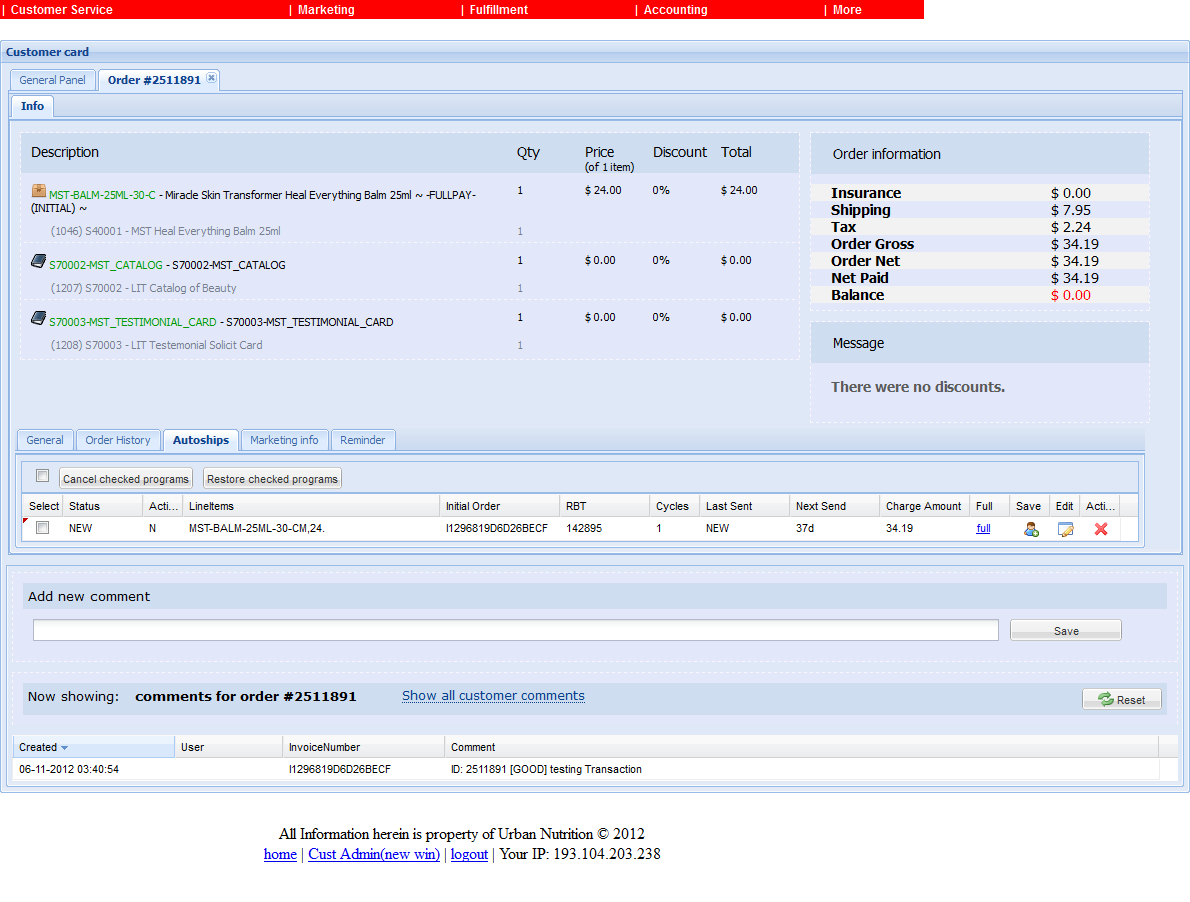 | Customer Service | Marketing | Fulfillment | Accounting | More
Customer card
General Panel Order #2511891
Info
Description Qty Price (of 1 item) Discount Total
MST-BALM-25ML-30-C - Miracle Skin Transformer Heal Everything Balm 25ml ~ -FULLPAY- 1 $ 24.00 0% $ 24.00
(INITIAL) ~
(1046) S40001 - MST Heal Everything Balm 25ml 1
S70002-MST_CATALOG - S70002-MST_CATALOG 1 $ 0.00 0% $ 0.00
(1207) S70002 - LIT Catalog of Beauty 1
S70003-MST_TESTIMONIAL_CARD - S70003-MST_TESTIMONIAL_CARD 1 $ 0.00 0% $ 0.00
(1208) S70003 - LIT Testemonial Solicit Card 1
Order information
Insurance $ 0.00
Shipping $ 7.95
Tax $ 2.24
Order Gross $ 34.19
Order Net $ 34.19
Net Paid $ 34.19
Balance $ 0.00
Message
There were no discounts.
General Order History Autoships Marketing info Reminder
Cancel checked programs Restore checked programs
Select Status Acti... LineItems Initial Order RBT Cycles Last Sent Next Send Charge Amount Full Save Edit Acti...
NEW N MST-BALM-25ML-30-CM,24. I1296819D6D26BECF 142895 1 NEW 37d 34.19 full
Add new comment
Save
Now showing: comments for order #2511891 Show all customer comments Reset
Created User InvoiceNumber Comment
06-11-2012 03:40:54 I1296819D6D26BECF ID: 2511891 [GOOD] testing Transaction
All Information herein is property of Urban Nutrition © 2012
home | Cust Admin(new win) | logout | Your IP: 193.104.203.238